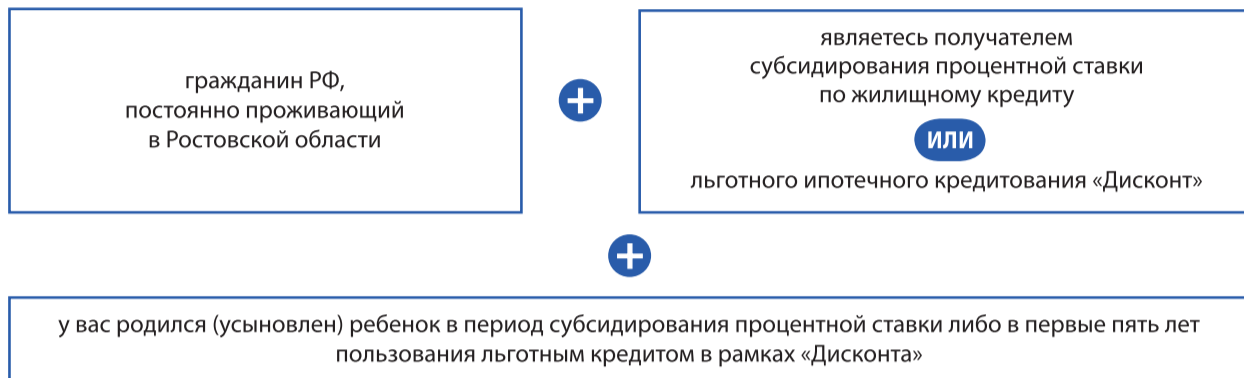 гражданин РФ,
постоянно проживающий
в Ростовской области
+
являетесь получателем
субсидирования процентной ставки
по жилищному кредиту
ИЛИ
льготного ипотечного кредитования «Дисконт»
+
у вас родился (усыновлен) ребенок в период субсидирования процентной ставки либо в первые пять лет
пользования льготным кредитом в рамках «Дисконта»